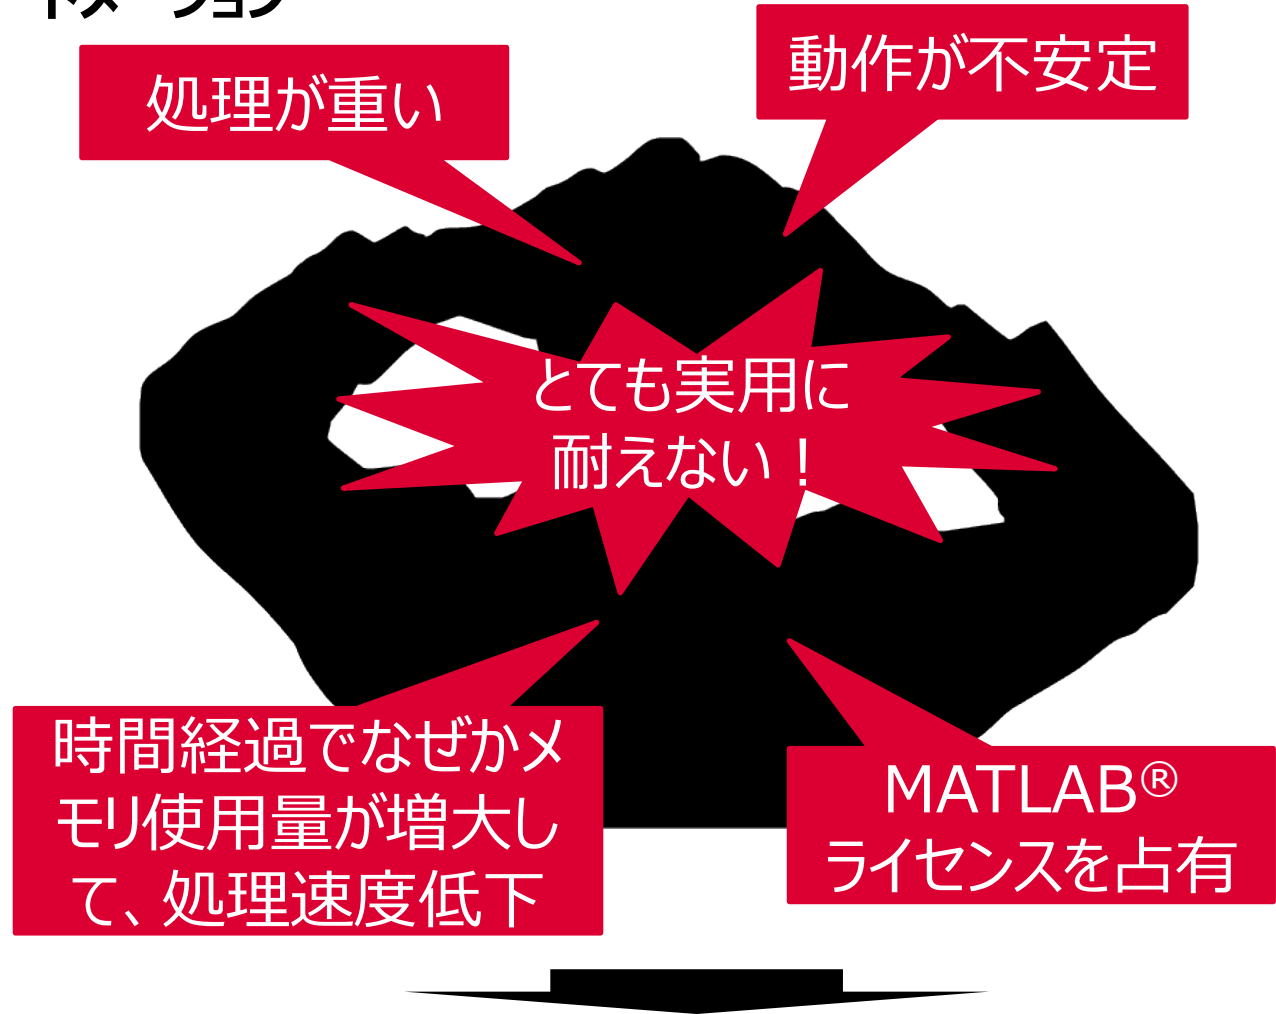 処理が重い
動作が不安定
とても実用に
耐えない！
時間経過でなぜかメ
モリ使用量が増大し
て、処理速度低下
MATLAB®
ライセンスを占有